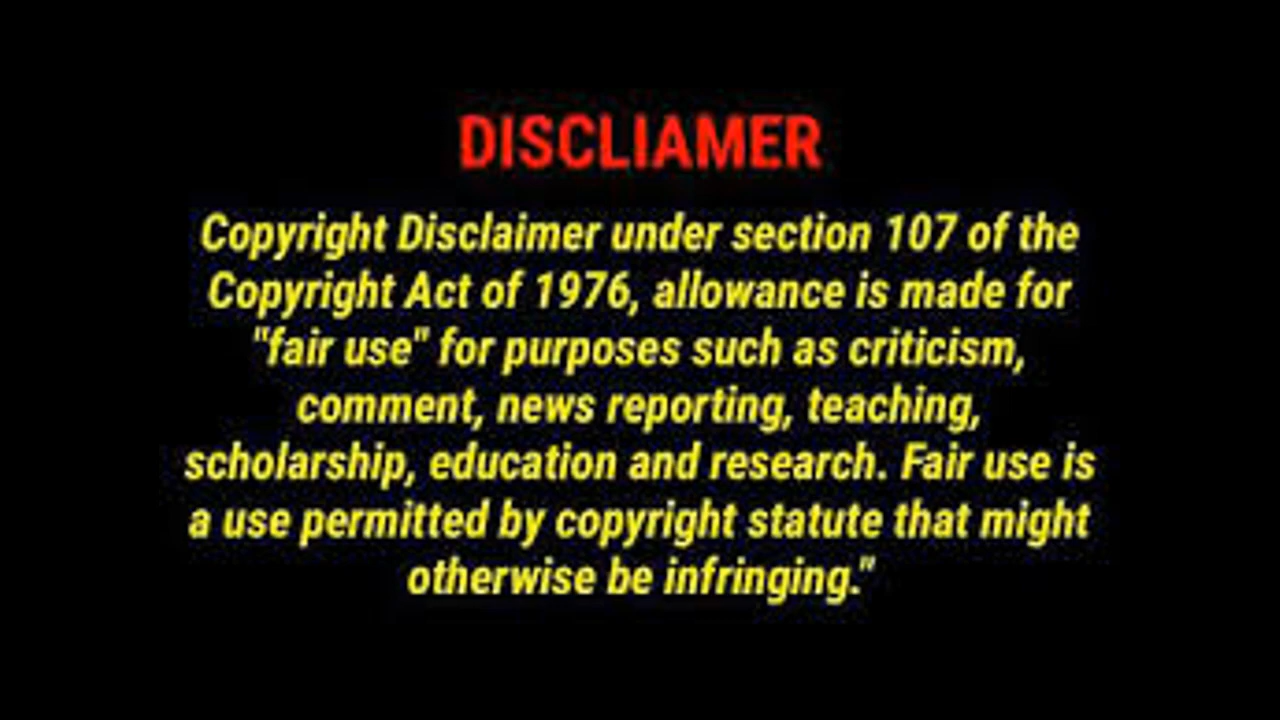 DISCLIAMER
Copyright Disclaimer under section 107 of the
Copyright Act of 1976, allowance is made for
"fair use" for purposes such as criticism,
comment, news reporting, teaching,
scholarship, education and research. Fair use is
a use permitted by copyright statute that might
otherwise be infringing."